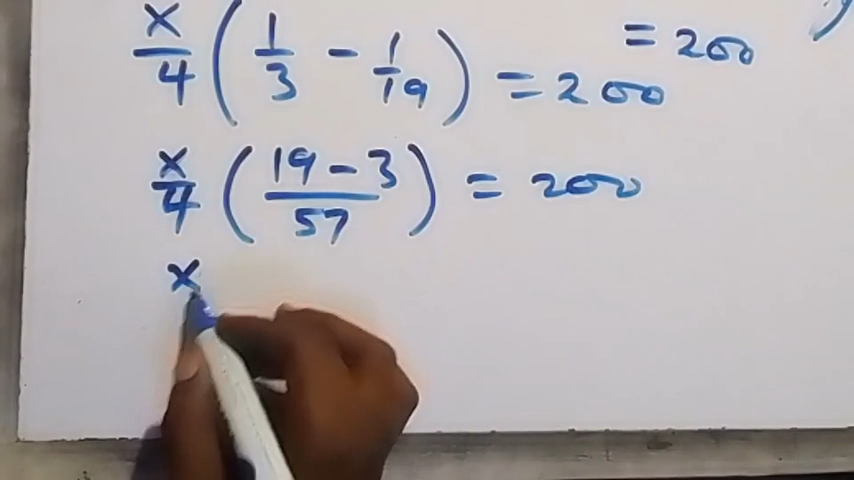 = 200
x/4 (1/3 - 1/19) = 200
x/4 (19 - 3/57) = 200
x